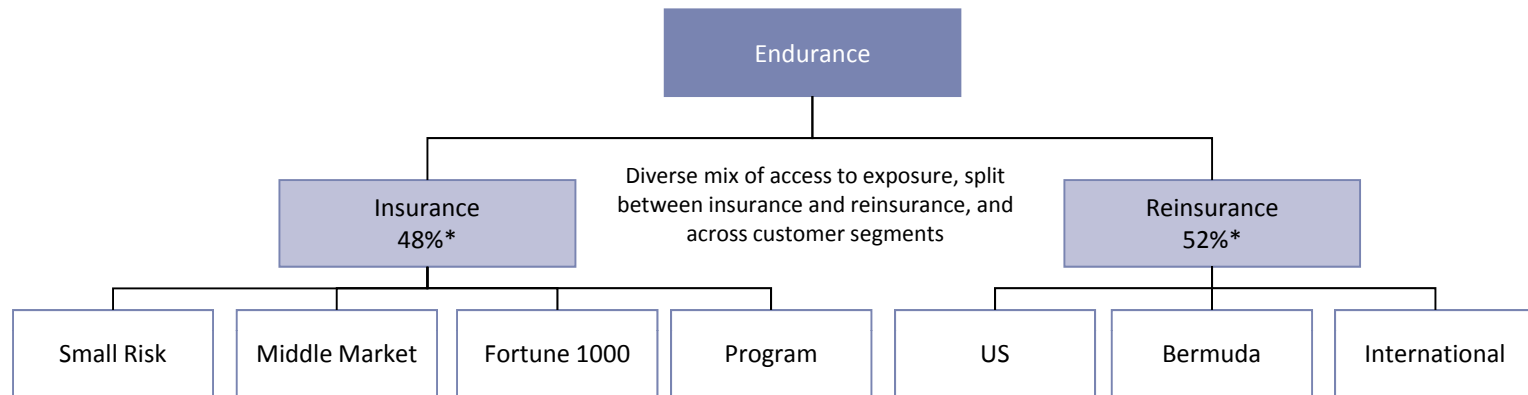 Endurance
Diverse mix of access to exposure, split
between insurance and reinsurance, and
across customer segments
Insurance
48%*
Reinsurance
52%*
Small Risk
Middle Market
Fortune 1000
Program
US
Bermuda
International